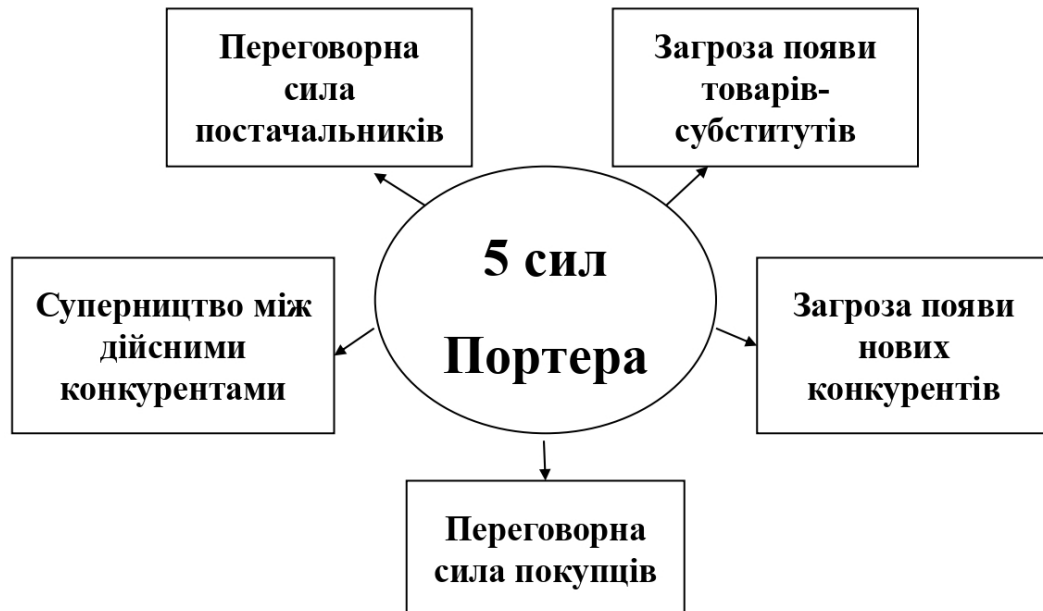 Переговорна
сила
постачальників
Загроза появи
товарів-
субститутів
5 сил
Портера
Суперництво між
дійсними
конкурентами
Загроза появи
нових
конкурентів
Переговорна
сила покупців